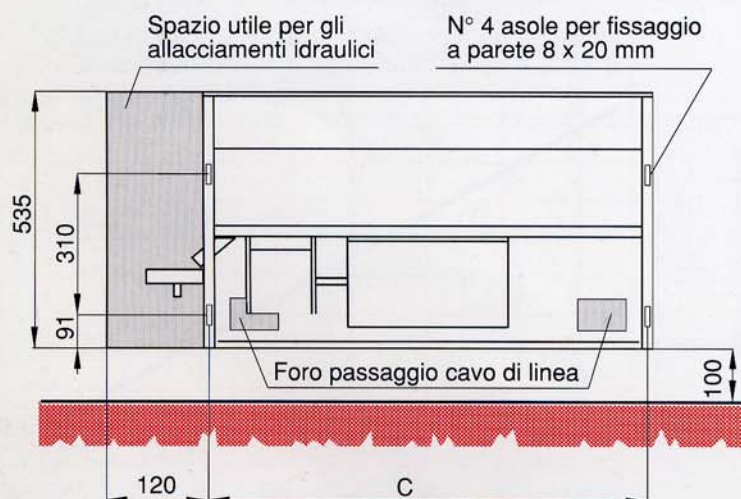 Spazio utile per gli
allacciamenti idraulici
N° 4 asole per fissaggio
a parete 8 x 20 mm
535
310
91
Foro passaggio cavo di linea
100
120
C